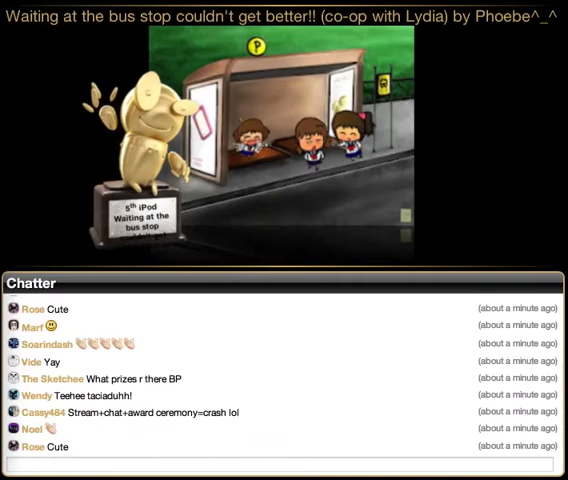 Waiting at the bus stop couldn't get better!! (co-op with Lydia) by Phoebe^_^
P
5th iPod
Waiting at the
bus stop
couldn't get
Chatter
Rose Cute (about a minute ago)
Marf (about a minute ago)
Soarindash (about a minute ago)
Vide Yay (about a minute ago)
The Sketchee What prizes r there BP (about a minute ago)
Wendy Teehee taciaduhh! (about a minute ago)
Cassy484 Stream+chat+award ceremony=crash lol (about a minute ago)
Noel (about a minute ago)
Rose Cute (about a minute ago)